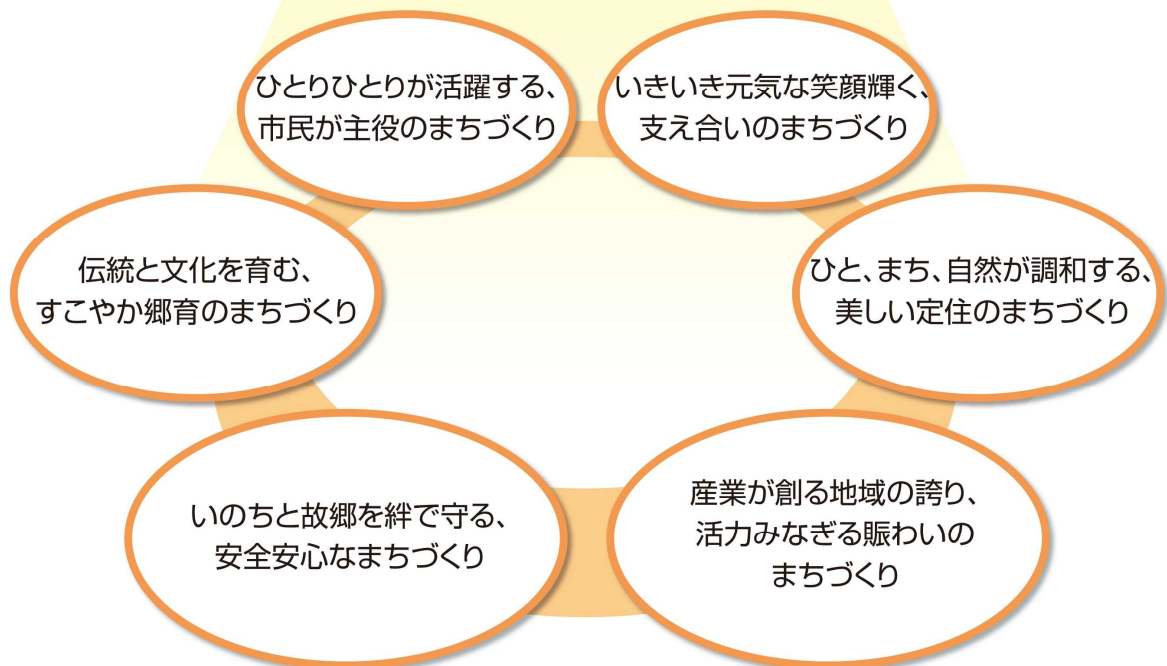 ひとりひとりが活躍する、
市民が主役のまちづくり
いきいき元気な笑顔輝く、
支え合いのまちづくり
伝統と文化を育む、
すこやか郷育のまちづくり
ひと、まち、自然が調和する、
美しい定住のまちづくり
いのちと故郷を絆で守る、
安全安心なまちづくり
産業が創る地域の誇り、
活力みなぎる賑わいの
まちづくり